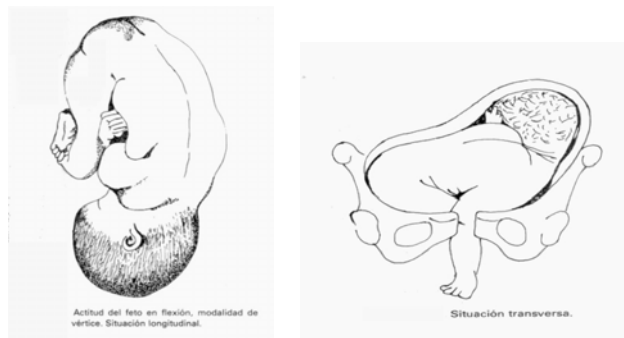 Actitud del feto en flexión, modalidad de
vértice. Situación longitudinal.
Situación transversa.